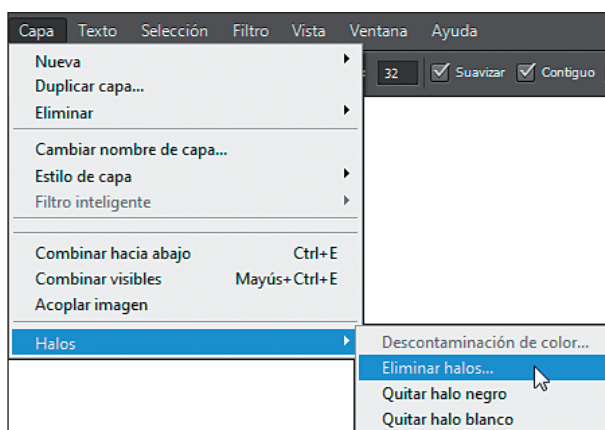 Capa Texto Selección Filtro Vista Ventana Ayuda
32 Suavizar Contiguo
Nueva
Duplicar capa...
Eliminar
Cambiar nombre de capa...
Estilo de capa
Filtro inteligente
Combinar hacia abajo Ctrl+E
Combinar visibles Mayús+Ctrl+E
Acoplar imagen
Halos
Descontaminación de color...
Eliminar halos...
Quitar halo negro
Quitar halo blanco